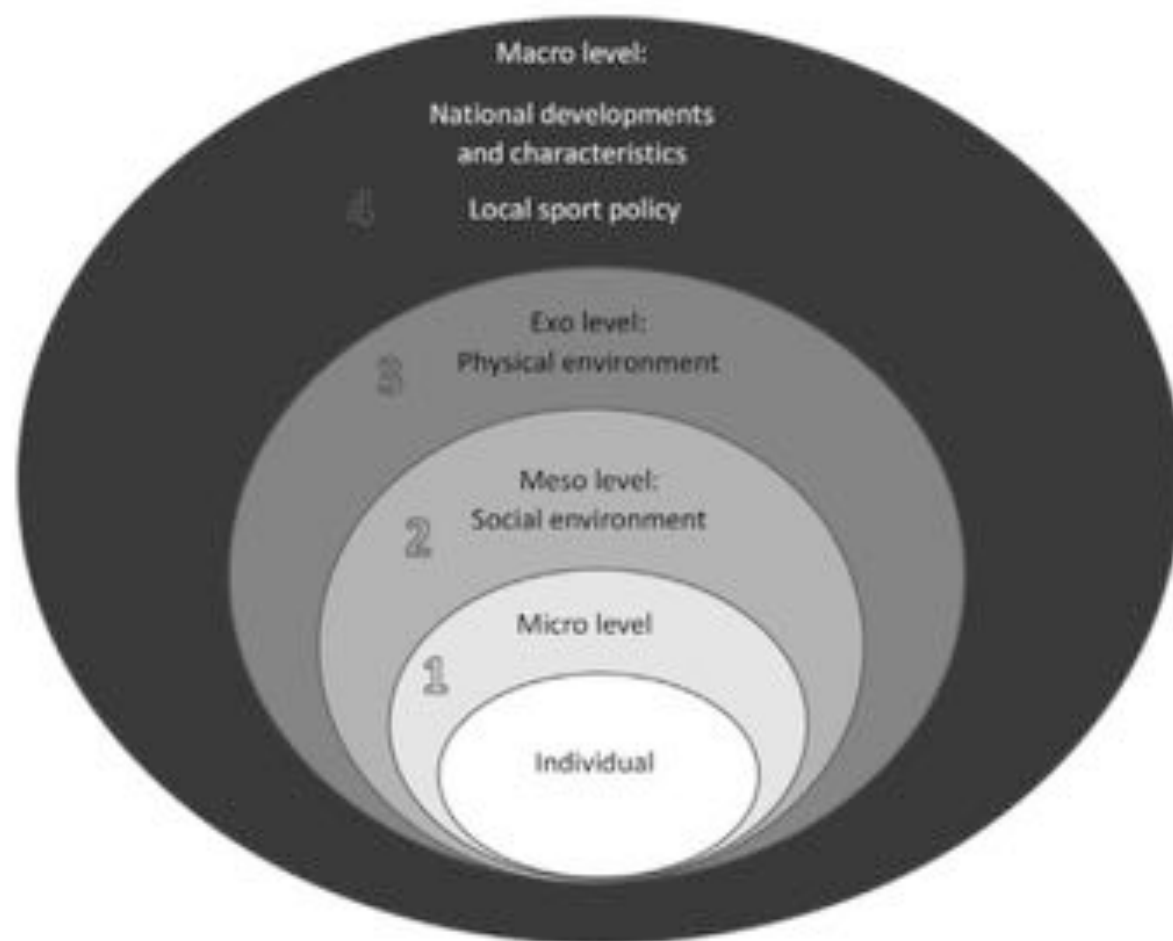 Macro level:
National developments
and characteristics
4
Local sport policy
Exo level:
3
Physical environment
Meso level:
2
Social environment
Micro level
1
Individual